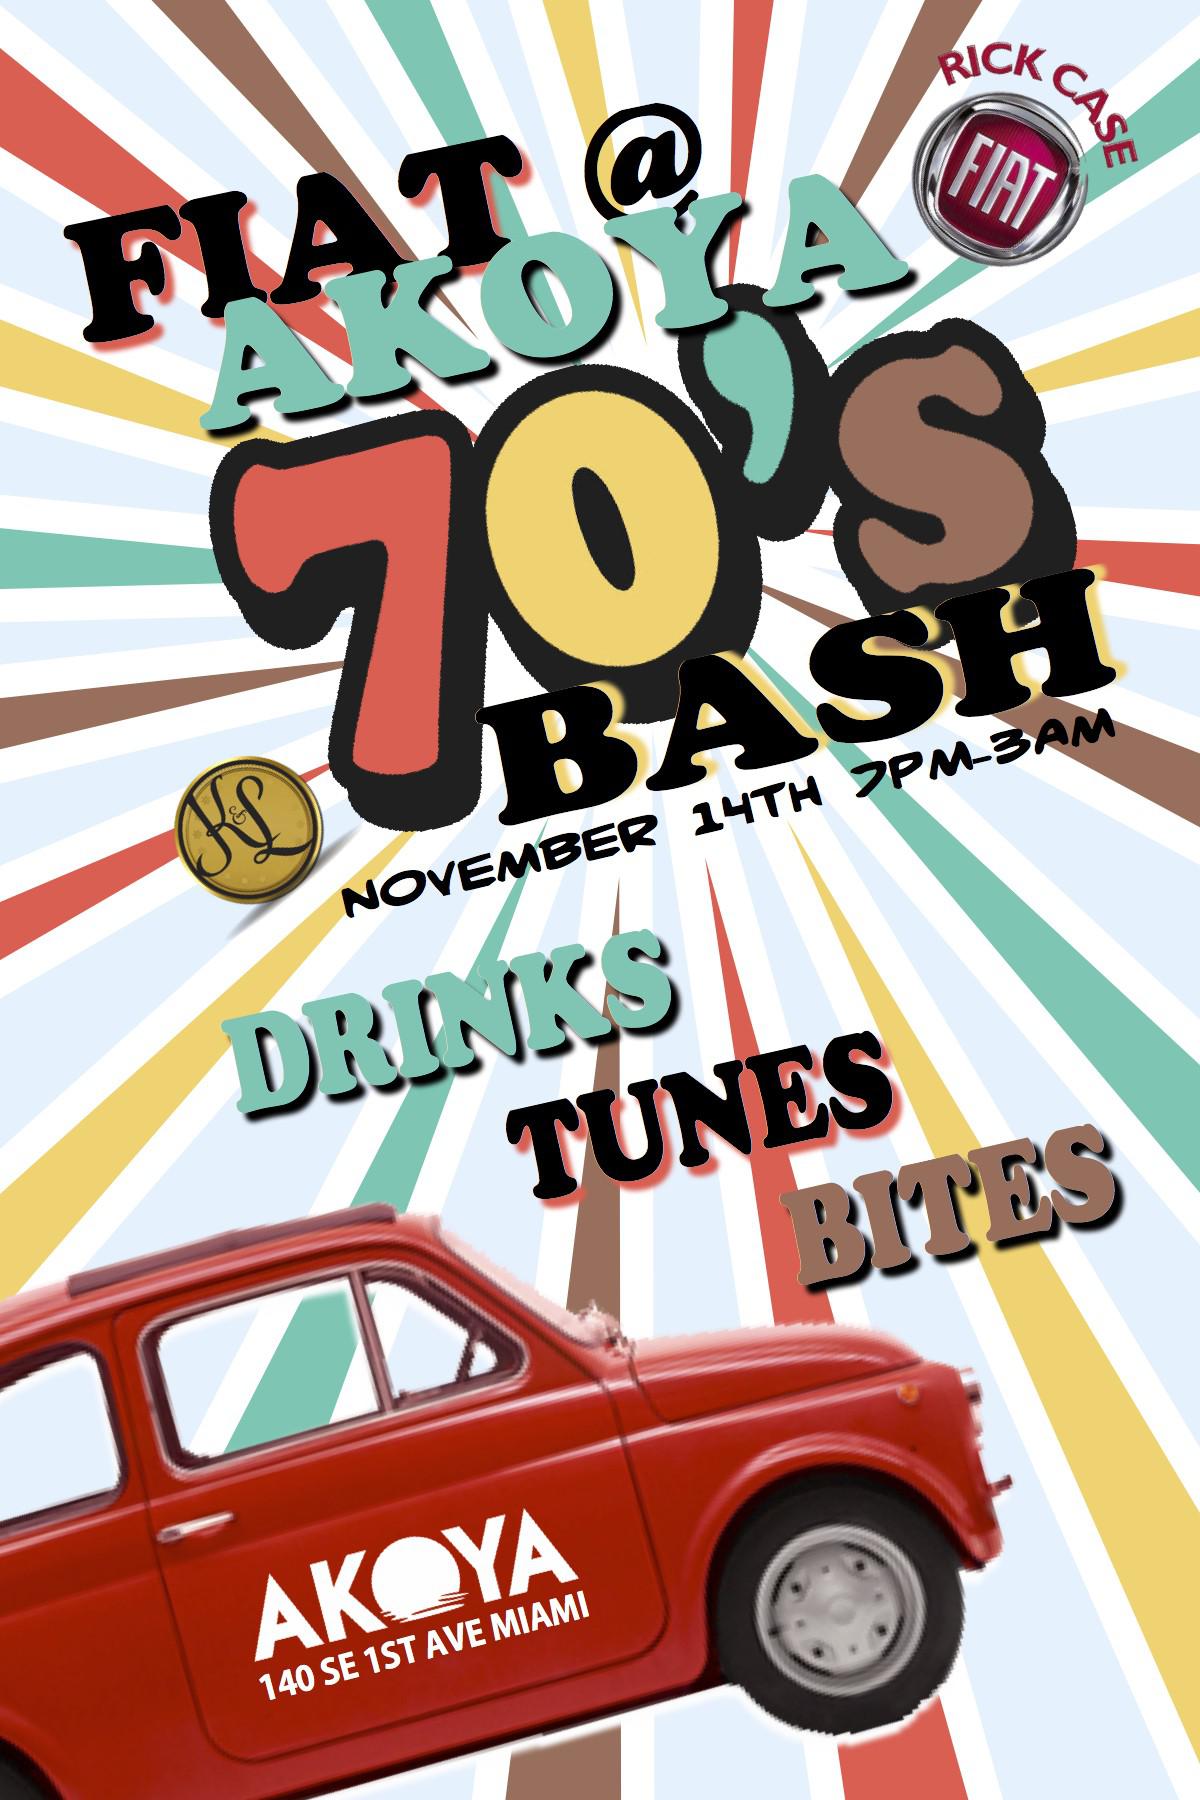 RICK CASE
FIAT
FIAT @
AKOYA
70'S
BASH
NOVEMBER 14TH 7PM-3AM
K&L
DRINKS
TUNES
BITES
AKOYA
140 SE 1ST AVE MIAMI